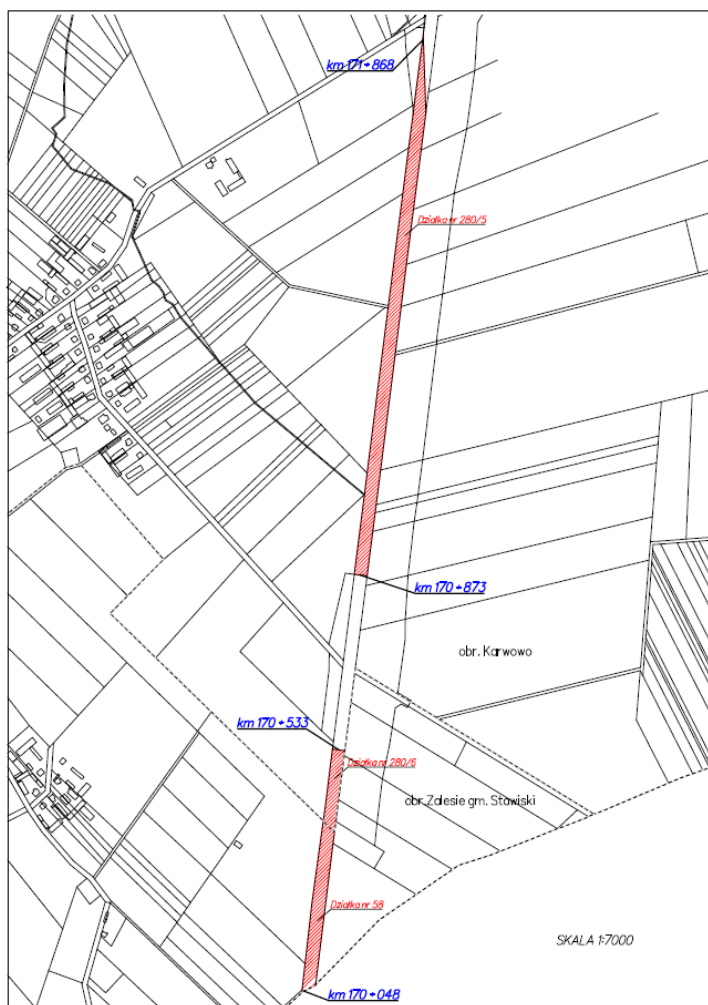 km 171+868
Działka nr 280/5
km 170+873
obr. Karwowo
km 170+533
Działka nr 280/6
obr. Zalesie gm. Stawiski
Działka nr 58
SKALA 1:7000
km 170+048